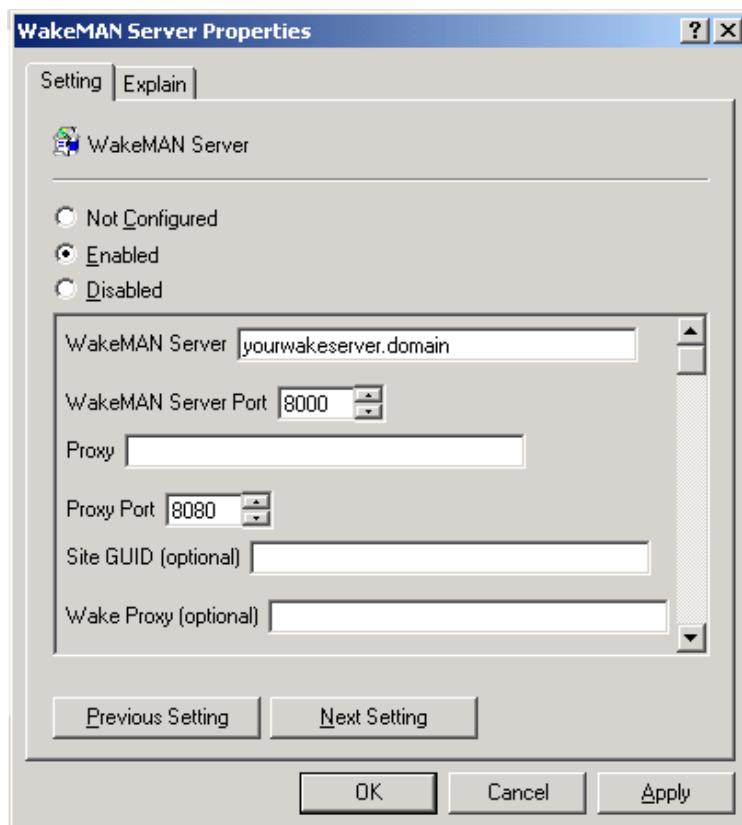 WakeMAN Server Properties
Setting Explain
WakeMAN Server
Not Configured
Enabled
Disabled
WakeMAN Server yourwakeserver.domain
WakeMAN Server Port 8000
Proxy
Proxy Port 8080
Site GUID (optional)
Wake Proxy (optional)
Previous Setting Next Setting
OK Cancel Apply